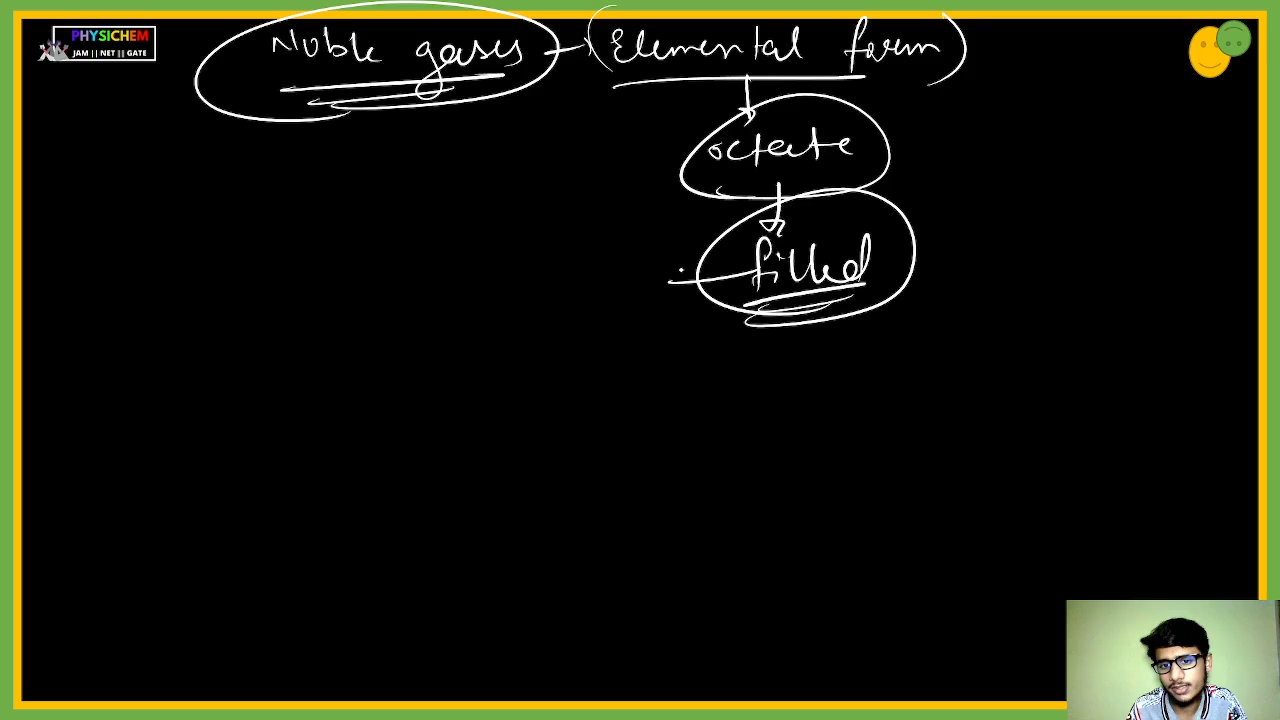 PHYSICHEM
JAM || NET || GATE
Noble gases - (Elemental form)
octate
filled